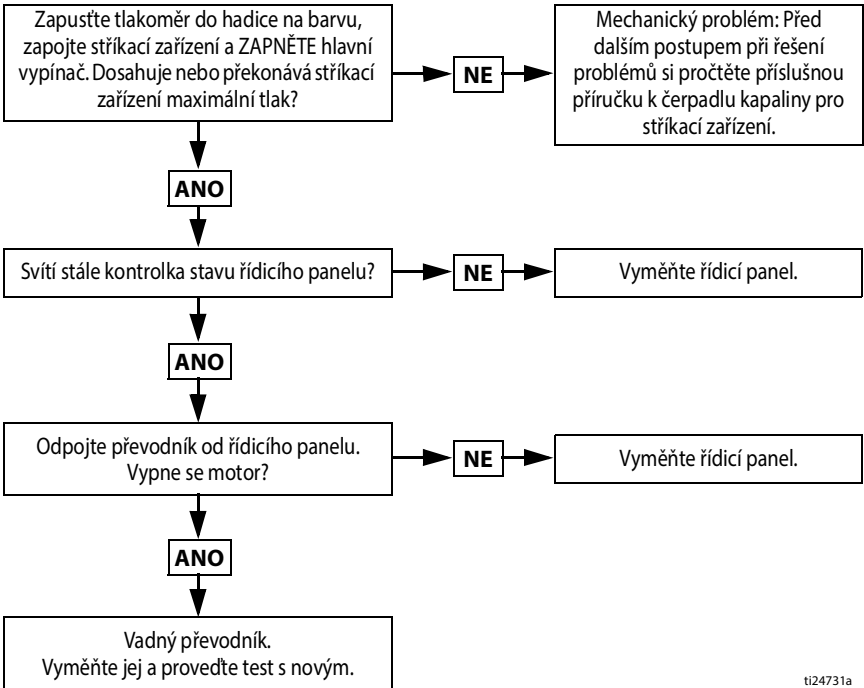 Zapusťte tlakoměr do hadice na barvu,
zapojte stříkací zařízení a ZAPNĚTE hlavní
vypínač. Dosahuje nebo překonává stříkací
zařízení maximální tlak?
NE
Mechanický problém: Před
dalším postupem při řešení
problémů si pročtěte příslušnou
příručku k čerpadlu kapaliny pro
stříkací zařízení.
ANO
Svítí stále kontrolka stavu řídicího panelu?
NE
Vyměňte řídicí panel.
ANO
Odpojte převodník od řídicího panelu.
Vypne se motor?
NE
Vyměňte řídicí panel.
ANO
Vadný převodník.
Vyměňte jej a proveďte test s novým.
ti24731a